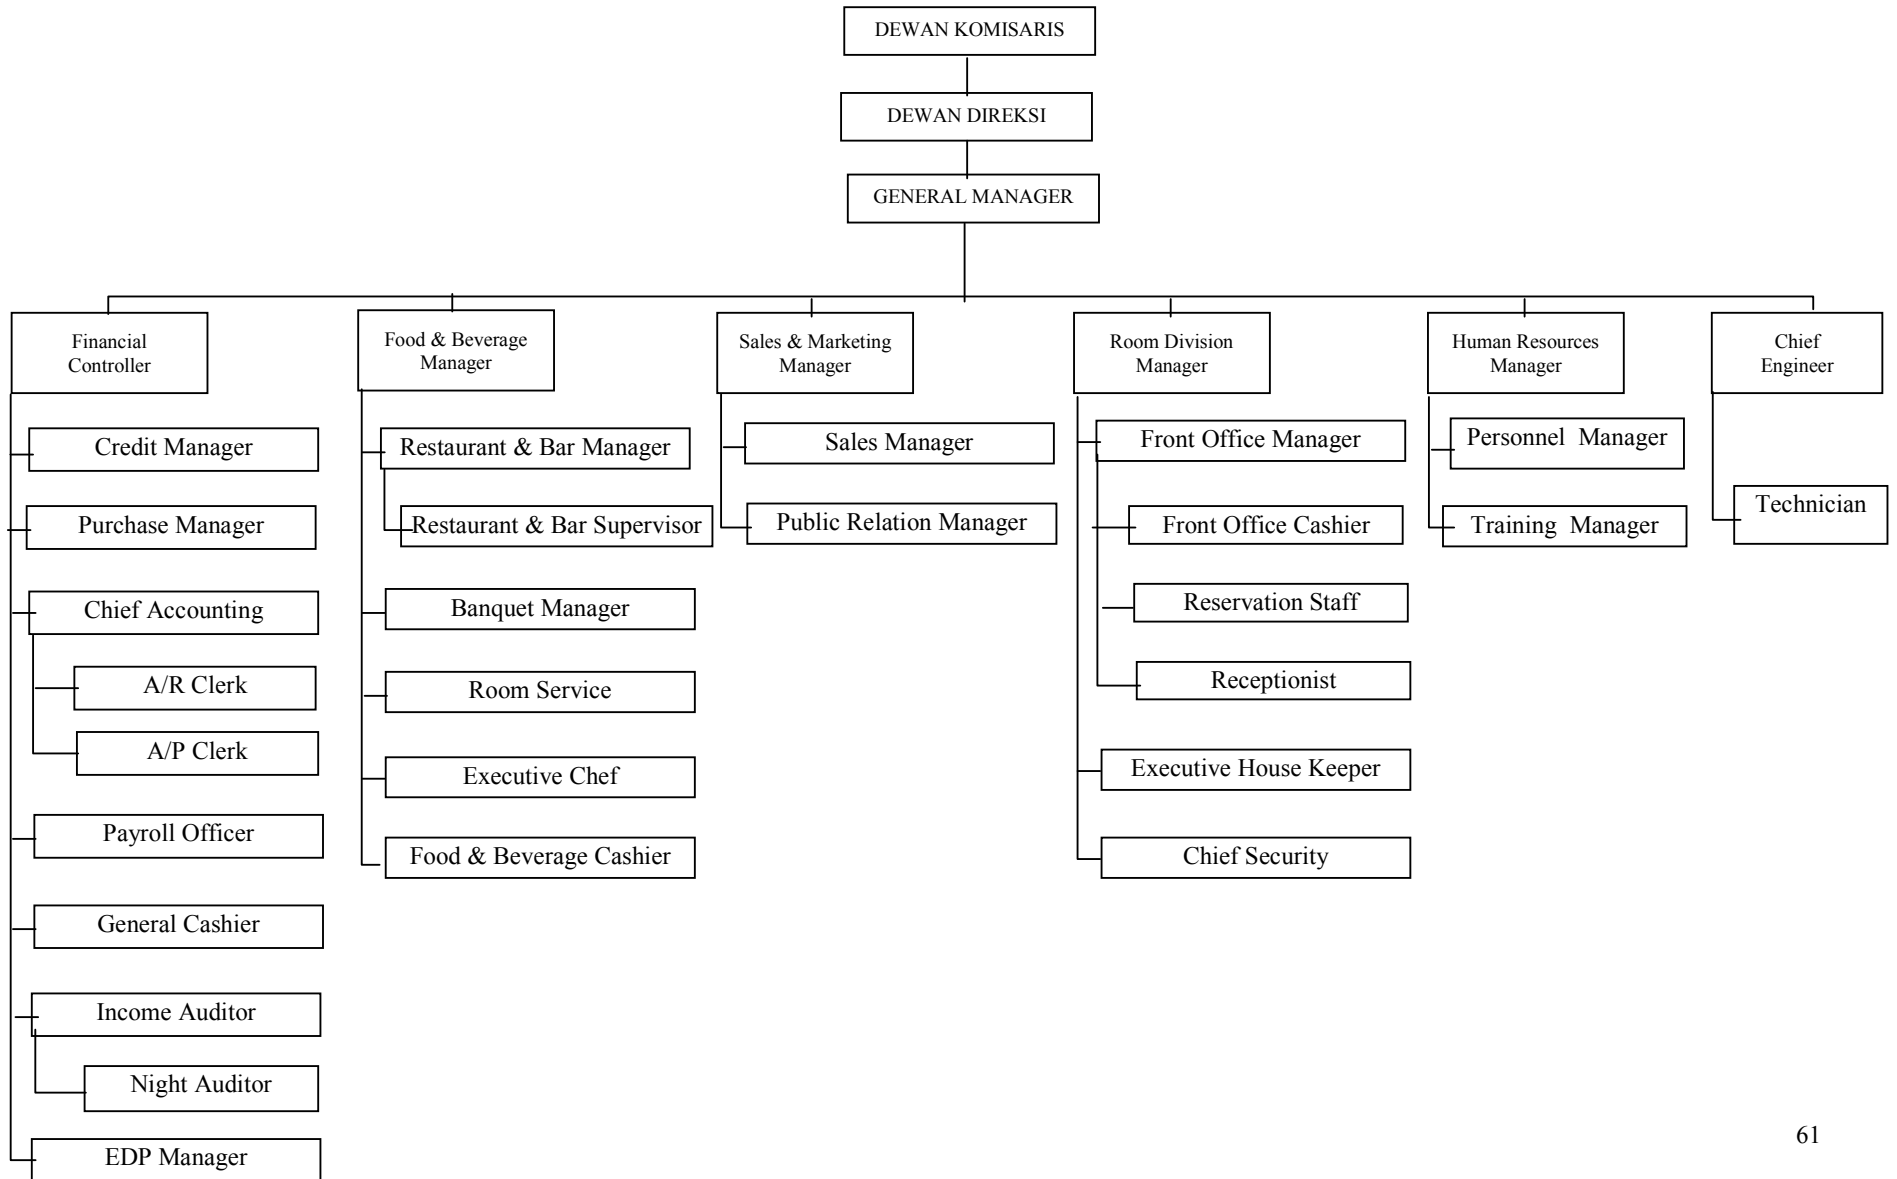 DEWAN KOMISARIS
DEWAN DIREKSI
GENERAL MANAGER
Financial
Controller
Credit Manager
Purchase Manager
Chief Accounting
A/R Clerk
A/P Clerk
Payroll Officer
General Cashier
Income Auditor
Night Auditor
EDP Manager
Food & Beverage
Manager
Restaurant & Bar Manager
Restaurant & Bar Supervisor
Banquet Manager
Room Service
Executive Chef
Food & Beverage Cashier
Sales & Marketing
Manager
Sales Manager
Public Relation Manager
Room Division
Manager
Front Office Manager
Front Office Cashier
Reservation Staff
Receptionist
Executive House Keeper
Chief Security
Human Resources
Manager
Personnel Manager
Training Manager
Chief
Engineer
Technician
61